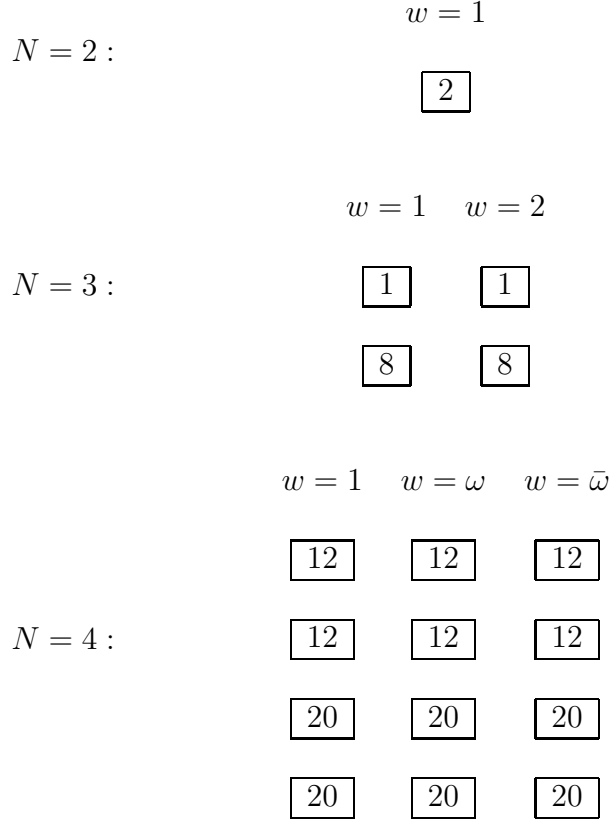 w = 1
N = 2 :
2
w = 1 w = 2
N = 3 :
1 1
8 8
w = 1 w = ω w = ω̄
12 12 12
N = 4 :
12 12 12
20 20 20
20 20 20